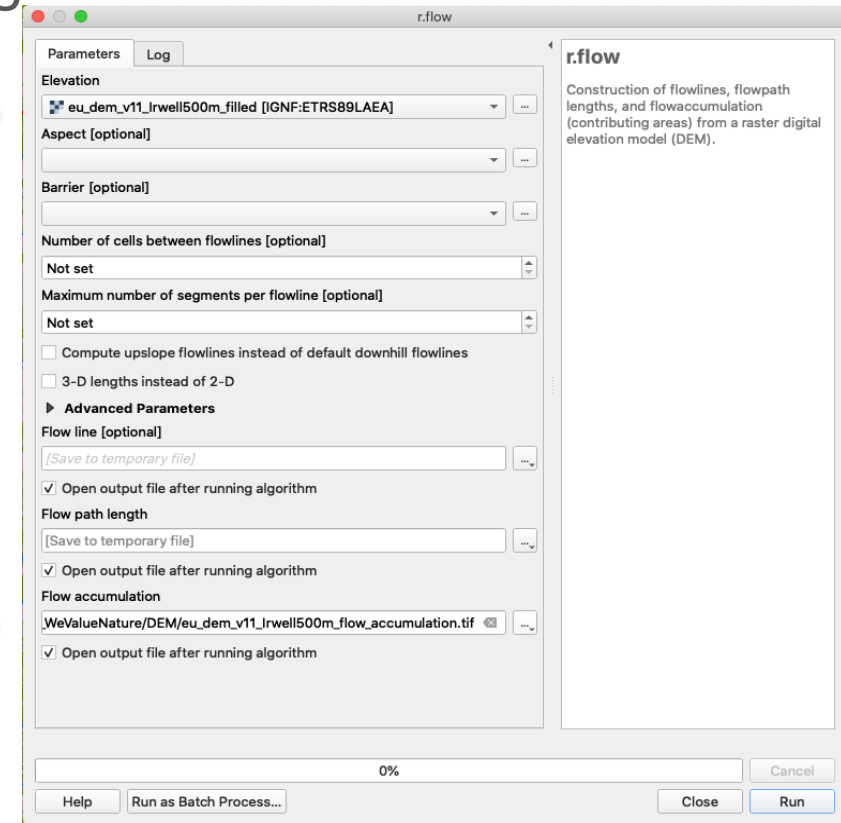 r.flow
Parameters
Log
Elevation
eu_dem_v11_Irwell500m_filled [IGNF:ETRS89LAEA]
...
Aspect [optional]
...
Barrier [optional]
...
Number of cells between flowlines [optional]
Not set
Maximum number of segments per flowline [optional]
Not set
Compute upslope flowlines instead of default downhill flowlines
3-D lengths instead of 2-D
Advanced Parameters
Flow line [optional]
[Save to temporary file]
...
Open output file after running algorithm
Flow path length
[Save to temporary file]
...
Open output file after running algorithm
Flow accumulation
WeValueNature/DEM/eu_dem_v11_Irwell500m_flow_accumulation.tif
...
Open output file after running algorithm
r.flow
Construction of flowlines, flowpath
lengths, and flowaccumulation
(contributing areas) from a raster digital
elevation model (DEM).
0%
Cancel
Help
Run as Batch Process...
Close
Run